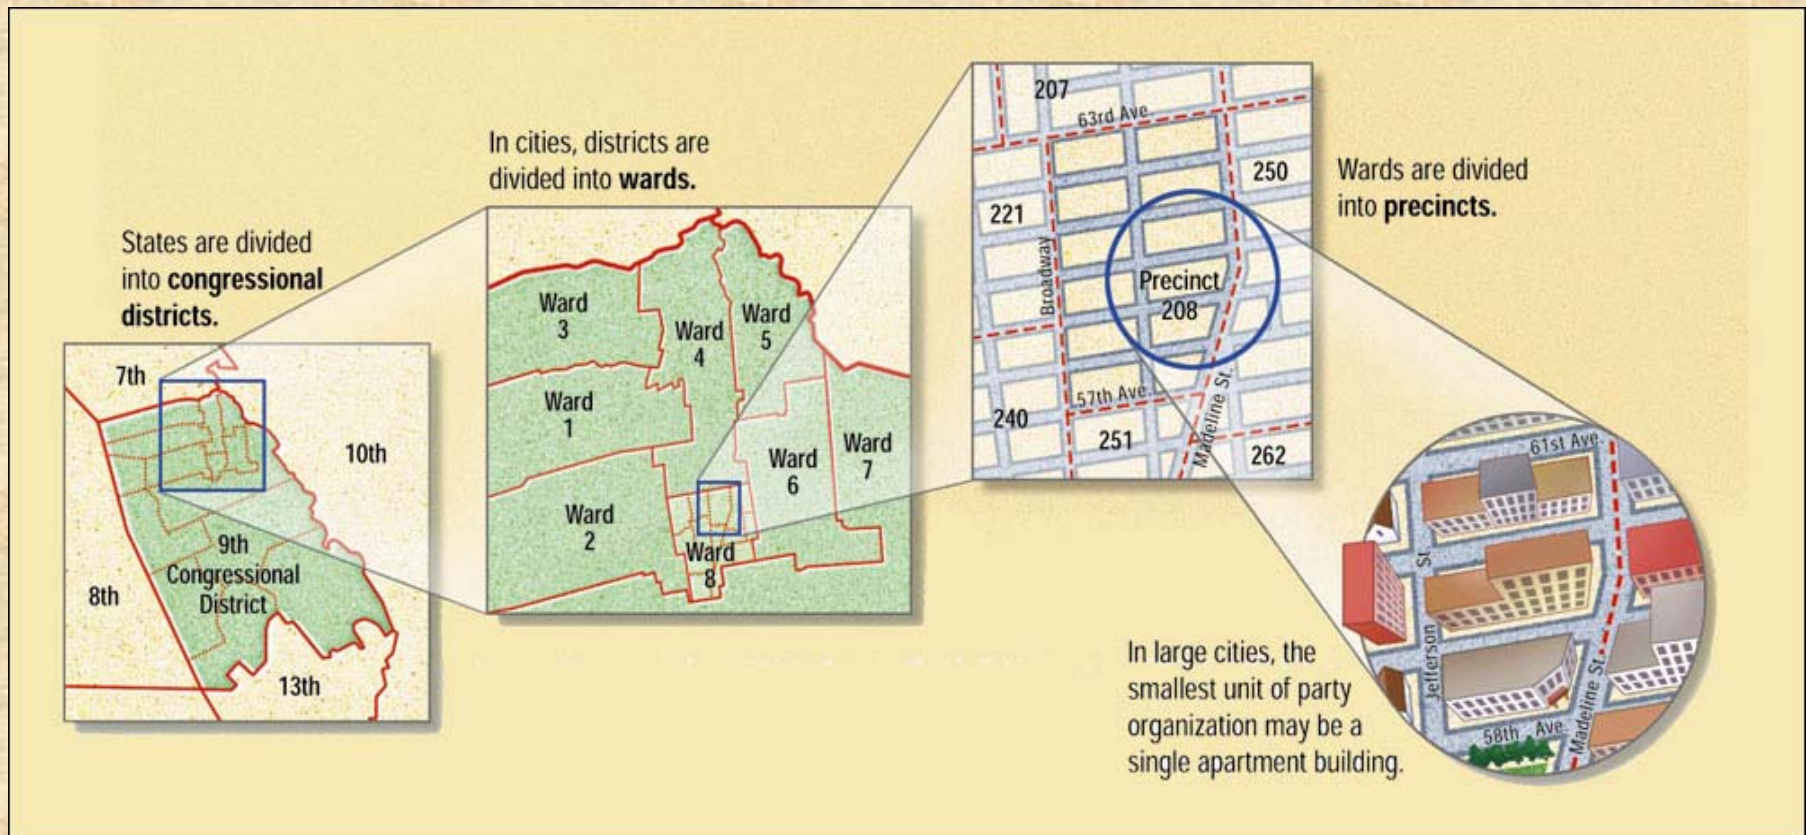 States are divided
into congressional
districts.
7th
10th
8th
9th
Congressional
District
13th
In cities, districts are
divided into wards.
Ward
3
Ward
4
Ward
5
Ward
1
Ward
2
Ward
6
Ward
7
Ward
8
207
63rd Ave.
250
221
Broadway
Precinct
208
57th Ave.
240
251
Madeline St.
262
Wards are divided
into precincts.
61st Ave.
Jefferson St.
Madeline St.
58th Ave.
In large cities, the
smallest unit of party
organization may be a
single apartment building.